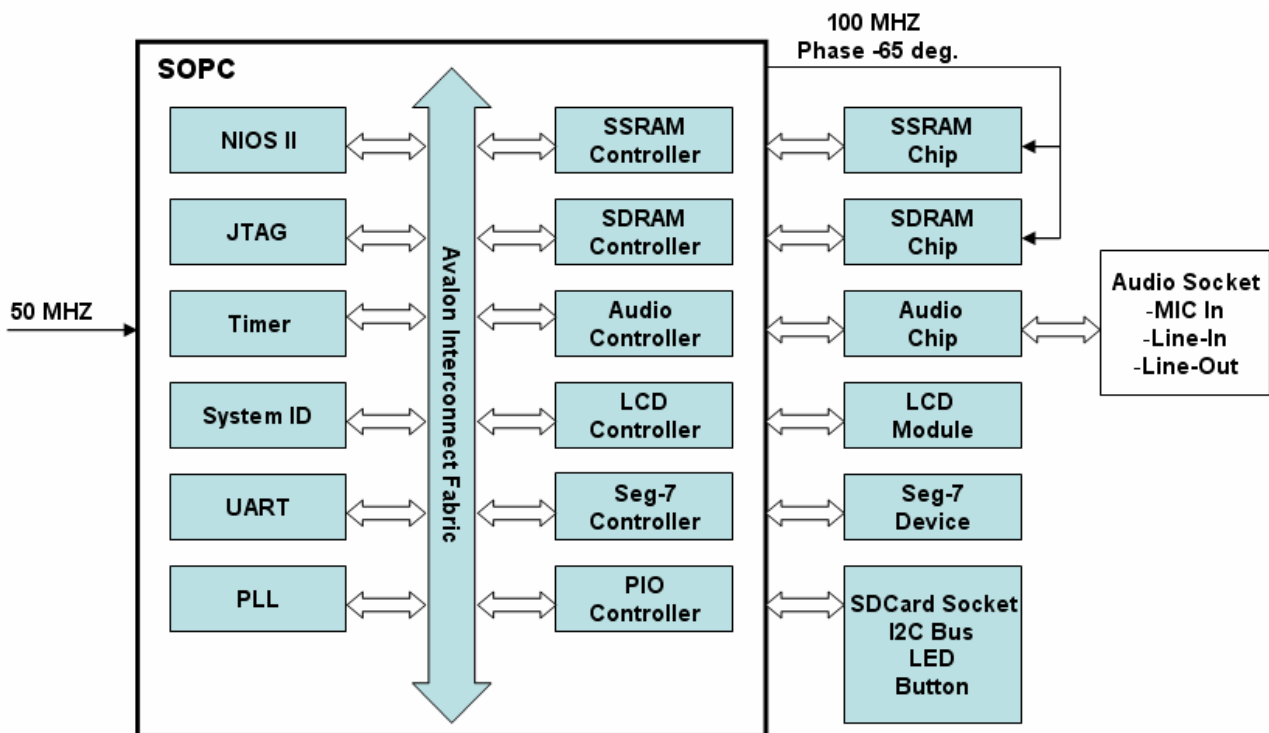 100 MHZ
Phase -65 deg.
SOPC
NIOS II
SSRAM
Controller
SSRAM
Chip
JTAG
SDRAM
Controller
SDRAM
Chip
50 MHZ
Timer
Audio
Controller
Audio
Chip
Audio Socket
-MIC In
-Line-In
-Line-Out
Avalon Interconnect Fabric
System ID
LCD
Controller
LCD
Module
UART
Seg-7
Controller
Seg-7
Device
PLL
PIO
Controller
SDCard Socket
I2C Bus
LED
Button